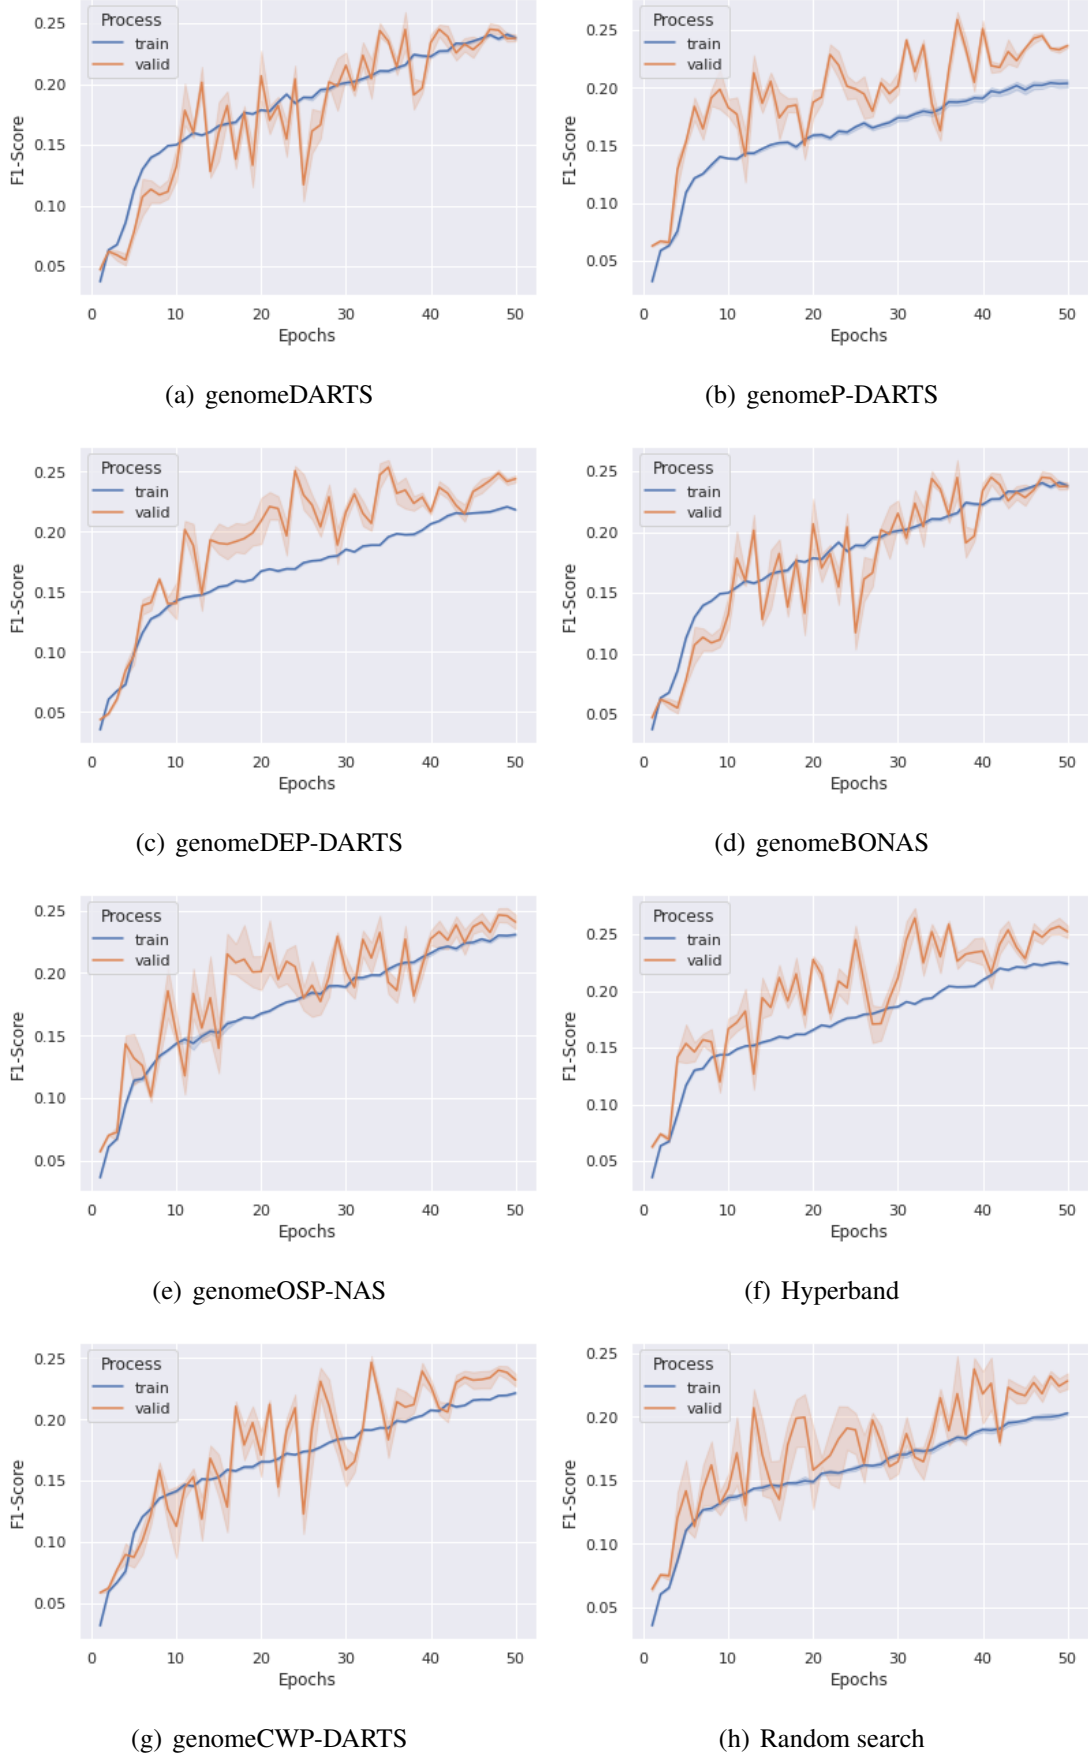 0.25
0.20
0.15
0.10
0.05
F1-Score
Process
train
valid
0 10 20 30 40 50
Epochs
(a) genomeDARTS
0.25
0.20
0.15
0.10
0.05
F1-Score
Process
train
valid
0 10 20 30 40 50
Epochs
(b) genomeP-DARTS
0.25
0.20
0.15
0.10
0.05
F1-Score
Process
train
valid
0 10 20 30 40 50
Epochs
(c) genomeDEP-DARTS
0.25
0.20
0.15
0.10
0.05
F1-Score
Process
train
valid
0 10 20 30 40 50
Epochs
(d) genomeBONAS
0.25
0.20
0.15
0.10
0.05
F1-Score
Process
train
valid
0 10 20 30 40 50
Epochs
(e) genomeOSP-NAS
0.25
0.20
0.15
0.10
0.05
F1-Score
Process
train
valid
0 10 20 30 40 50
Epochs
(f) Hyperband
0.25
0.20
0.15
0.10
0.05
F1-Score
Process
train
valid
0 10 20 30 40 50
Epochs
(g) genomeCWP-DARTS
0.25
0.20
0.15
0.10
0.05
F1-Score
Process
train
valid
0 10 20 30 40 50
Epochs
(h) Random search